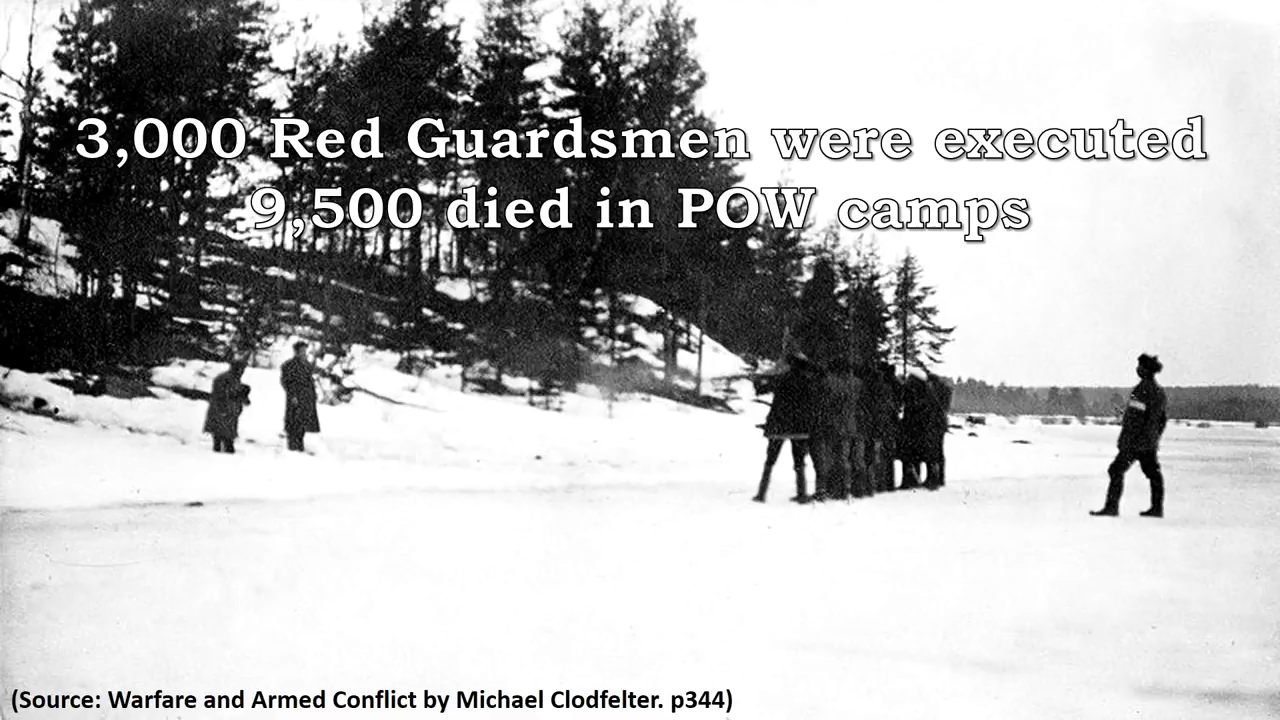 3,000 Red Guardsmen were executed
9,500 died in POW camps
(Source: Warfare and Armed Conflict by Michael Clodfelter. p344)